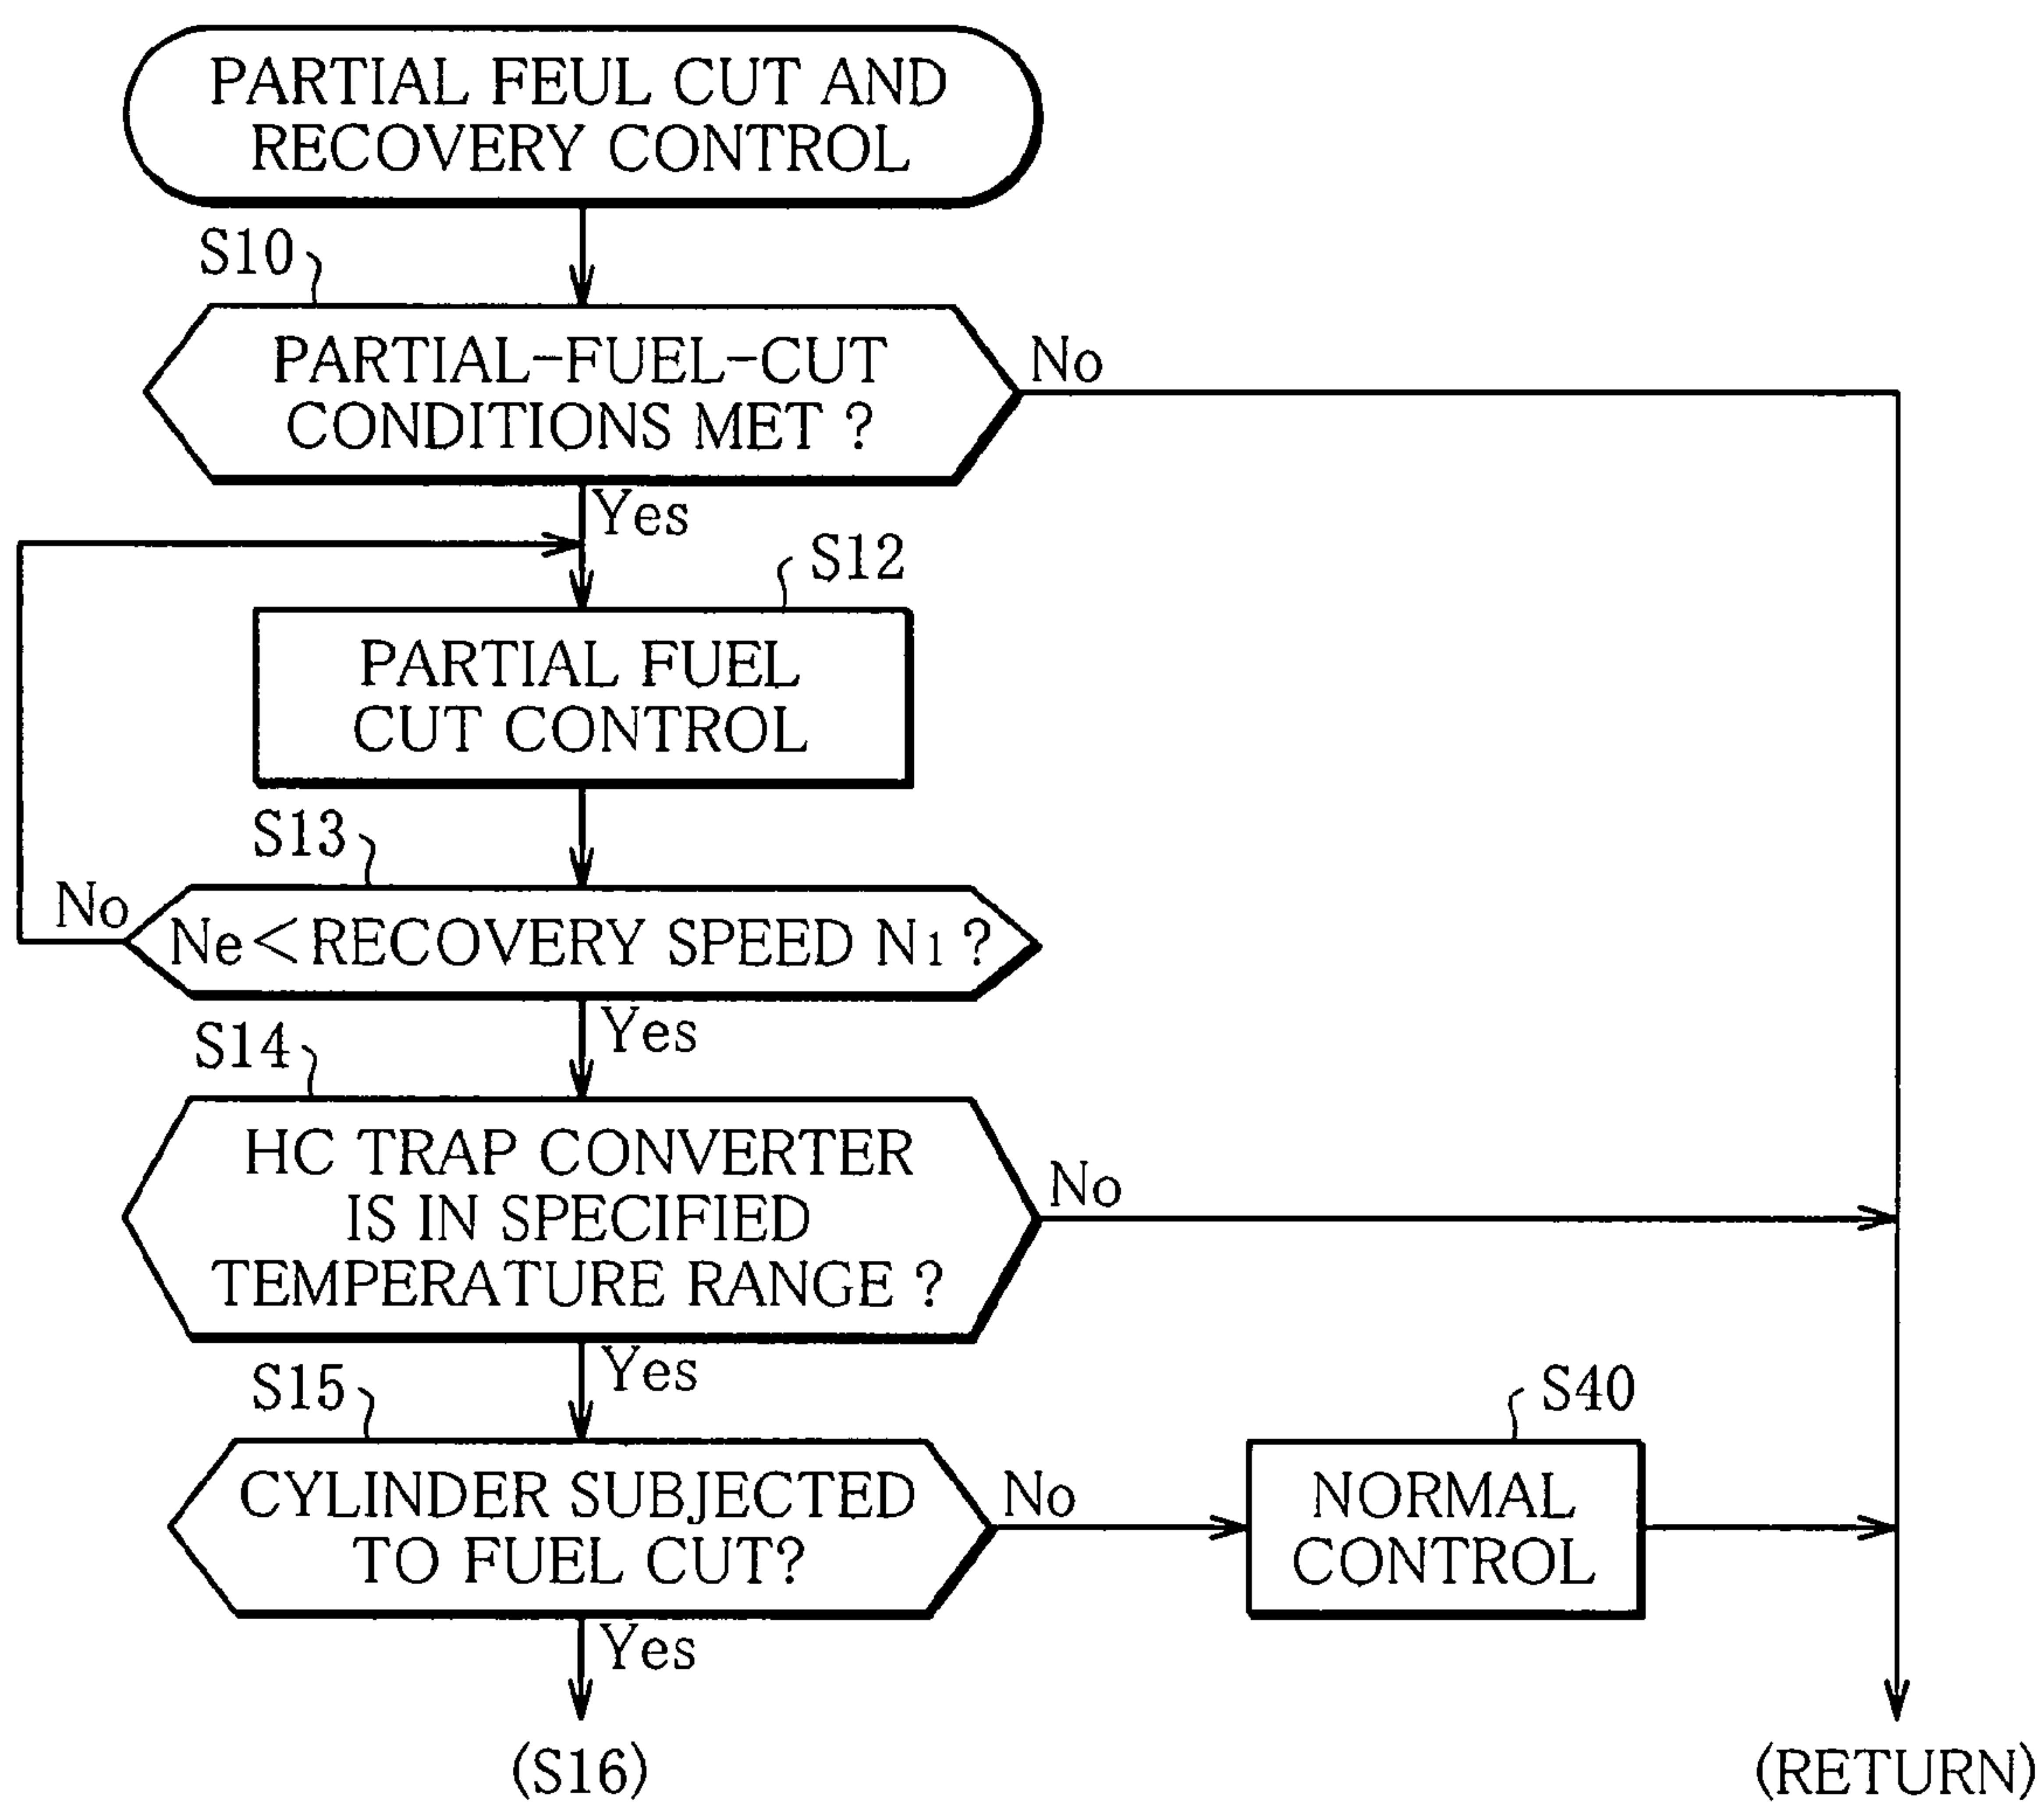 PARTIAL FEUL CUT AND
RECOVERY CONTROL
S10
PARTIAL-FUEL-CUT
CONDITIONS MET ?
No
Yes
S12
PARTIAL FUEL
CUT CONTROL
S13
No
Ne<RECOVERY SPEED N1 ?
Yes
S14
HC TRAP CONVERTER
IS IN SPECIFIED
TEMPERATURE RANGE ?
No
Yes
S15
CYLINDER SUBJECTED
TO FUEL CUT?
No
S40
NORMAL
CONTROL
Yes
(S16)
(RETURN)